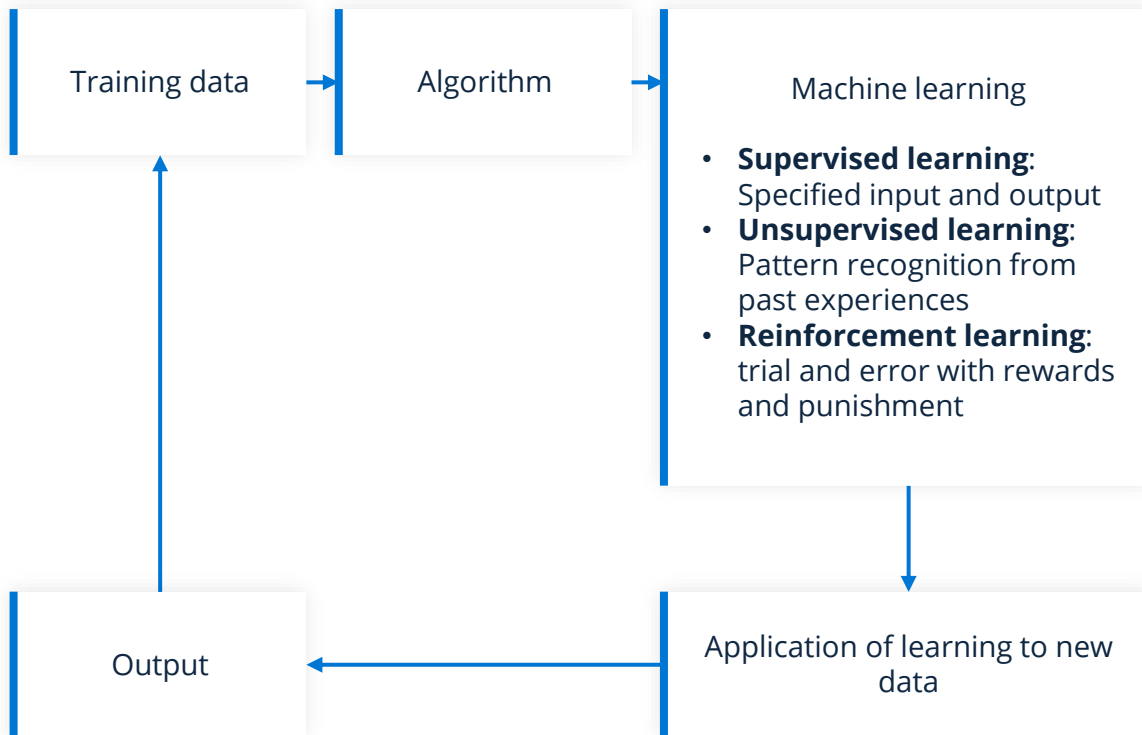 Training data
Algorithm
Machine learning
• Supervised learning:
Specified input and output
• Unsupervised learning:
Pattern recognition from
past experiences
• Reinforcement learning:
trial and error with rewards
and punishment
Output
Application of learning to new
data